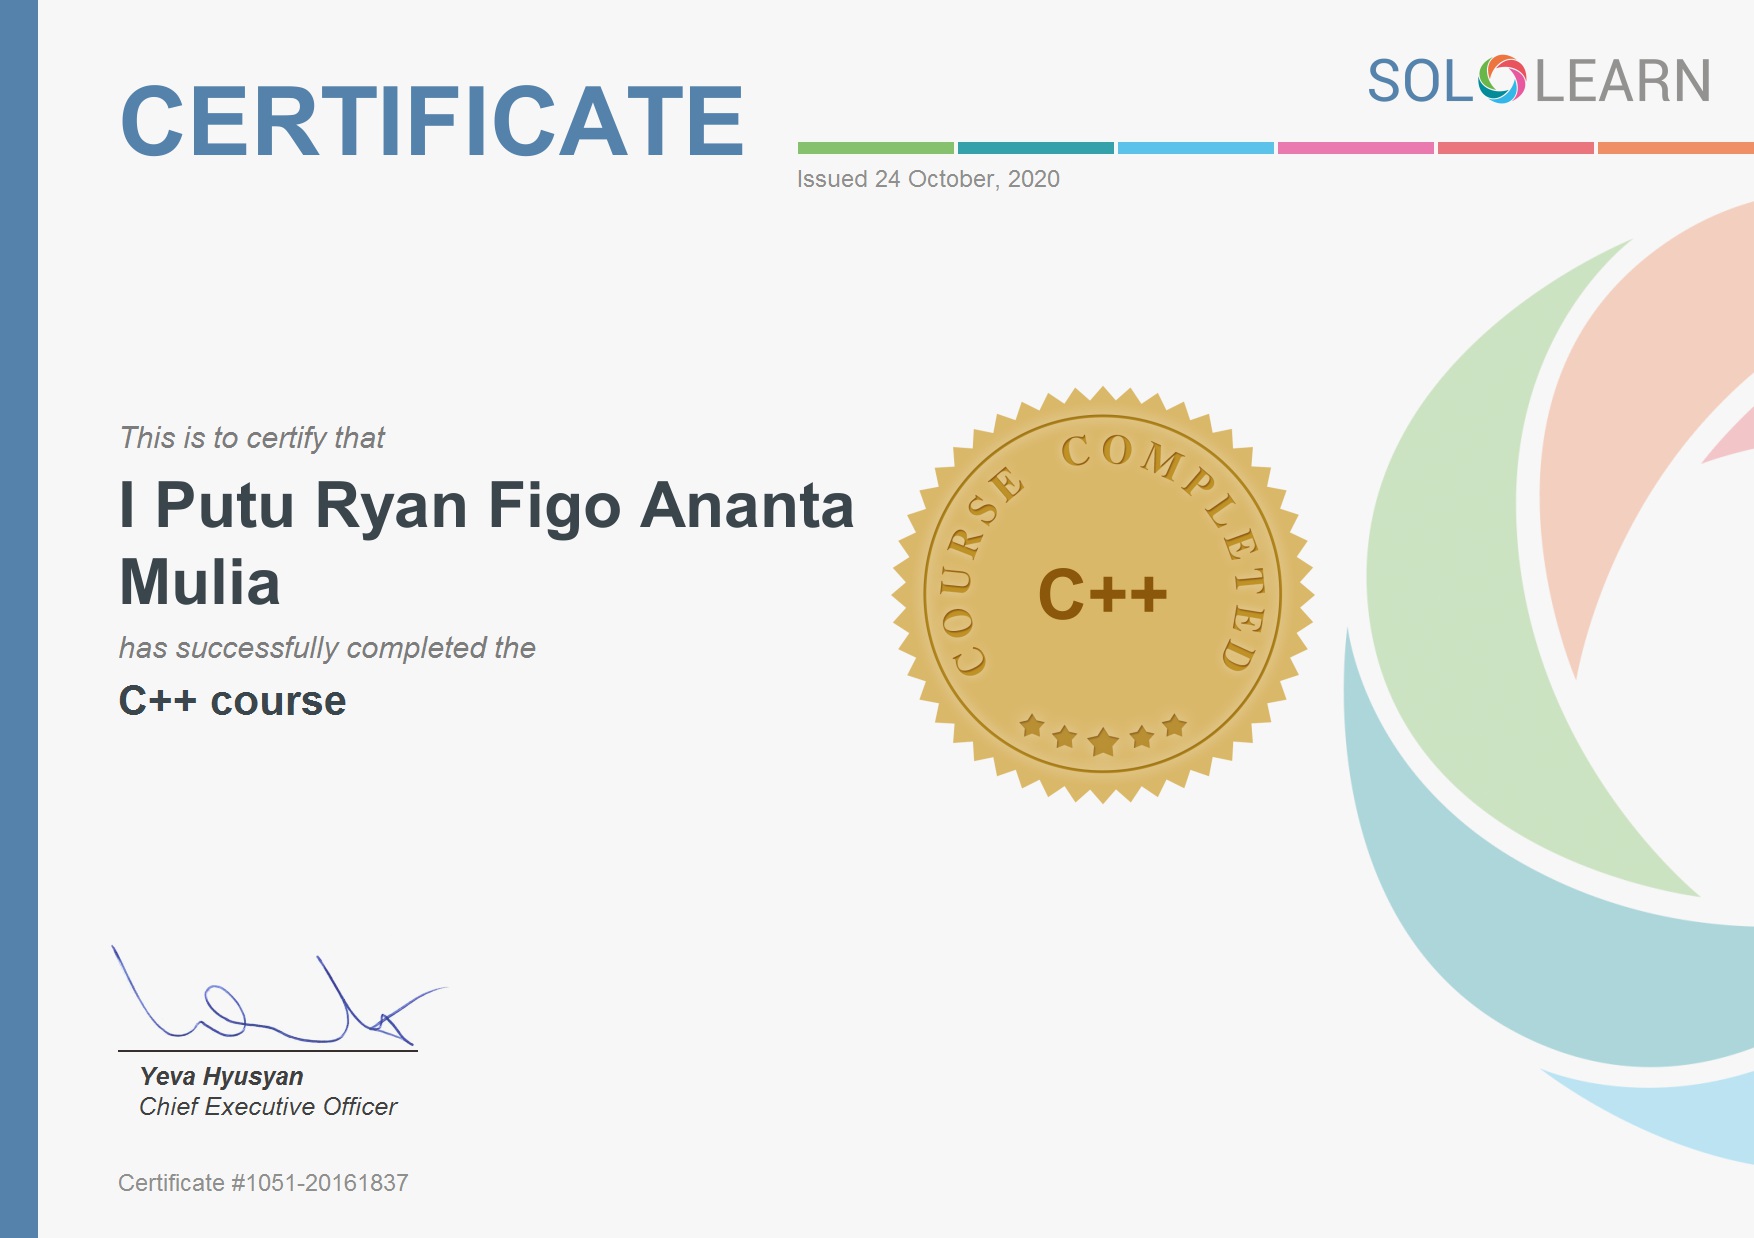 CERTIFICATE
SOLOLEARN
Issued 24 October, 2020
This is to certify that
I Putu Ryan Figo Ananta
Mulia
has successfully completed the
C++ course
COURSE COMPLETED
C++
Yeva Hyusyan
Chief Executive Officer
Certificate #1051-20161837